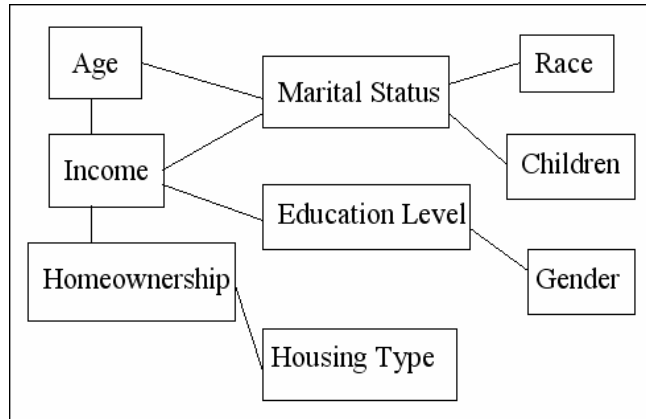 Age
Marital Status
Race
Income
Children
Education Level
Homeownership
Gender
Housing Type